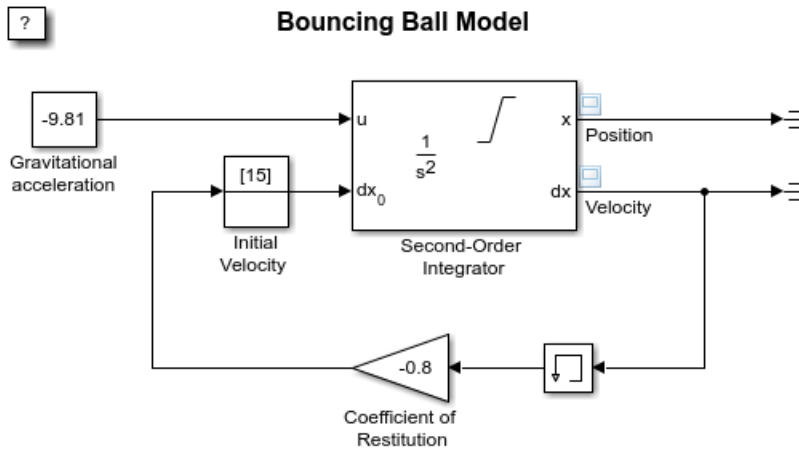 ?
Bouncing Ball Model
-9.81
Gravitational
acceleration
[15]
Initial
Velocity
u
dx0
1
s2
x
dx
Second-Order
Integrator
Position
Velocity
-0.8
Coefficient of
Restitution